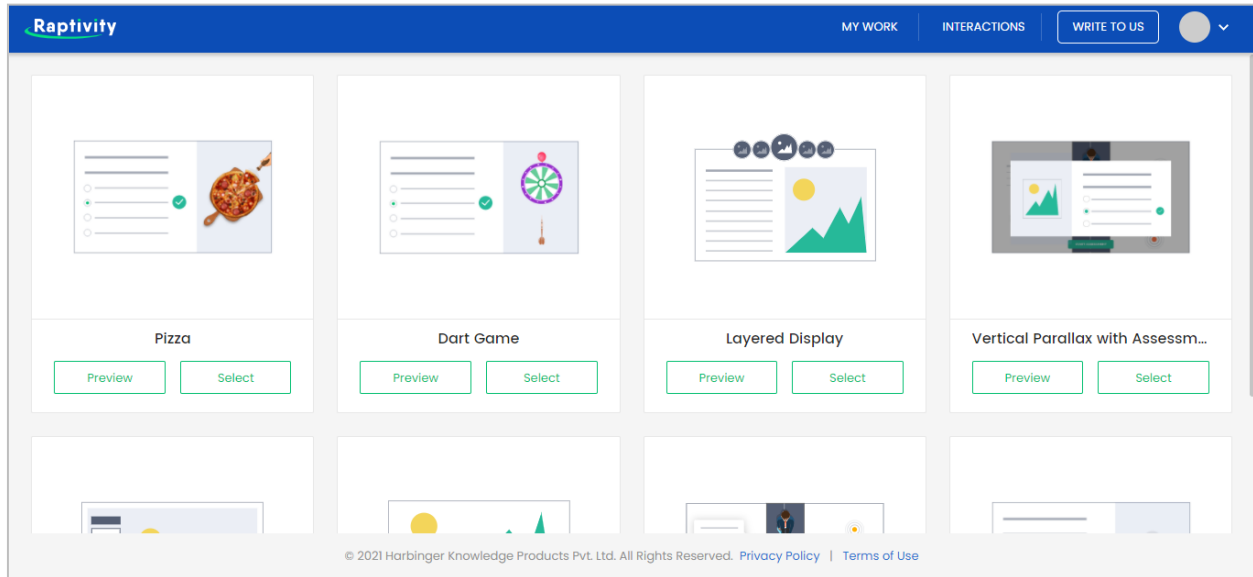 Raptivity MY WORK INTERACTIONS WRITE TO US
Pizza Dart Game Layered Display Vertical Parallax with Assessm...
Preview Select Preview Select Preview Select Preview Select
© 2021 Harbinger Knowledge Products Pvt. Ltd. All Rights Reserved. Privacy Policy | Terms of Use